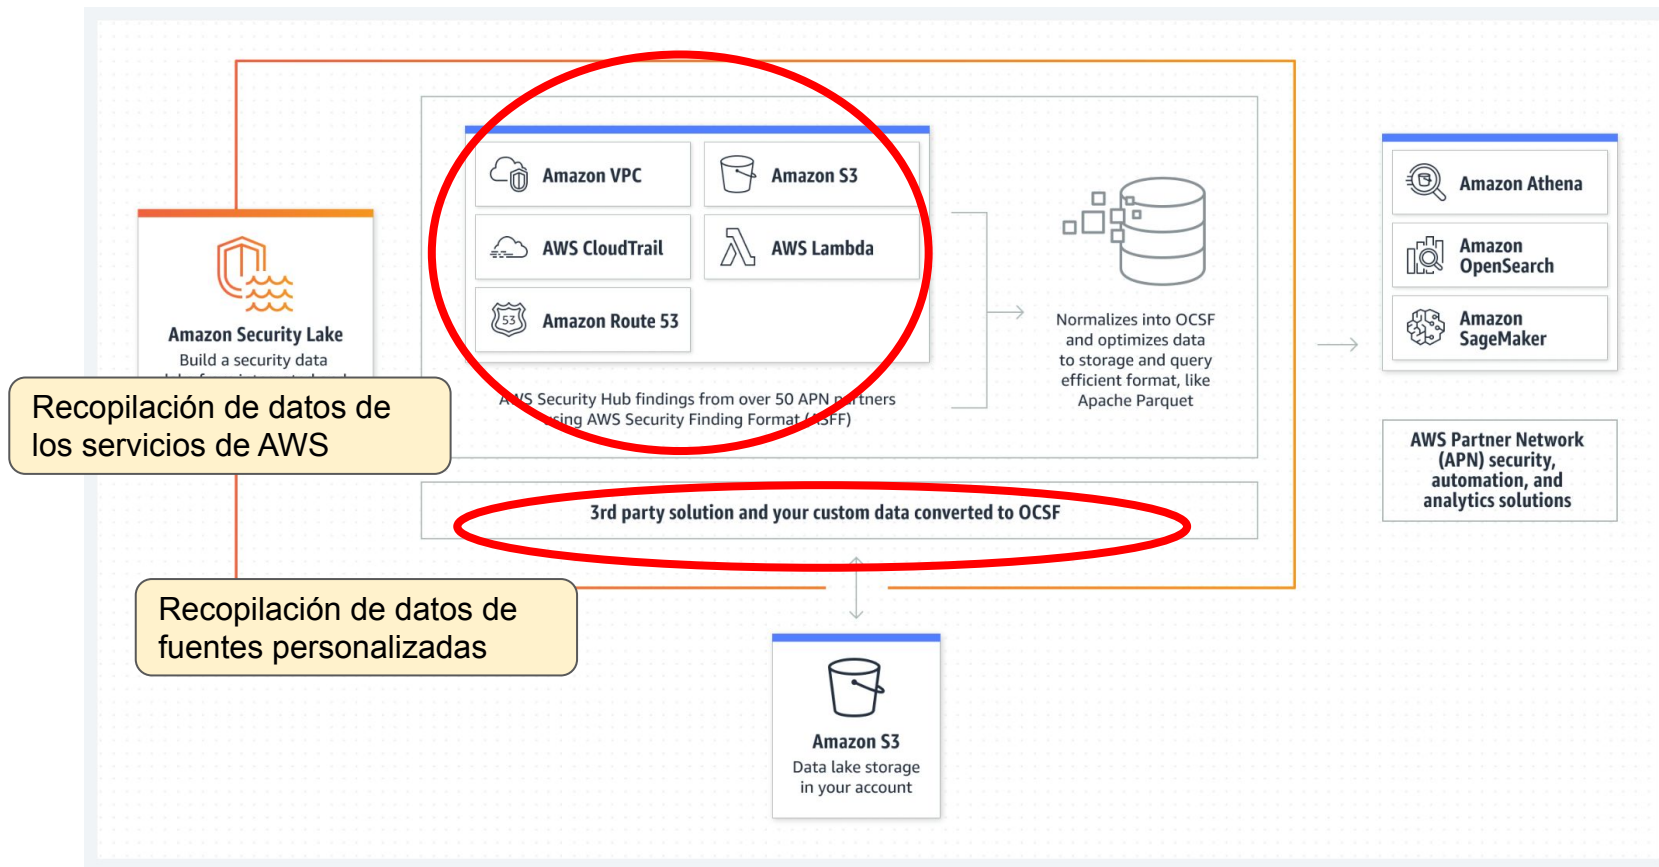 Amazon VPC
Amazon S3
AWS CloudTrail
AWS Lambda
53
Amazon Route 53
AWS Security Hub findings from over 50 APN partners
using AWS Security Finding Format (ASFF)
Normalizes into OCSF
and optimizes data
to storage and query
efficient format, like
Apache Parquet
Amazon Security Lake
Build a security data
Recopilación de datos de
los servicios de AWS
3rd party solution and your custom data converted to OCSF
Recopilación de datos de
fuentes personalizadas
Amazon S3
Data lake storage
in your account
Amazon Athena
Amazon
OpenSearch
Amazon
SageMaker
AWS Partner Network
(APN) security,
automation, and
analytics solutions